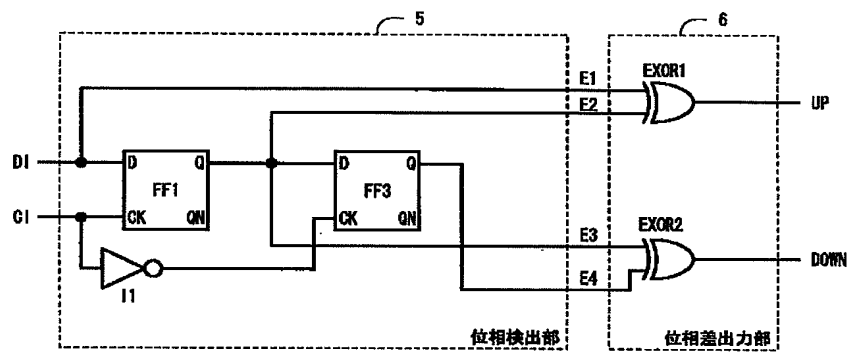 5
6
EXOR1
E1
E2
UP
DI
D
Q
FF1
CK
QN
D
Q
FF3
CK
QN
CI
I1
E3
E4
EXOR2
DOWN
位相検出部
位相差出力部